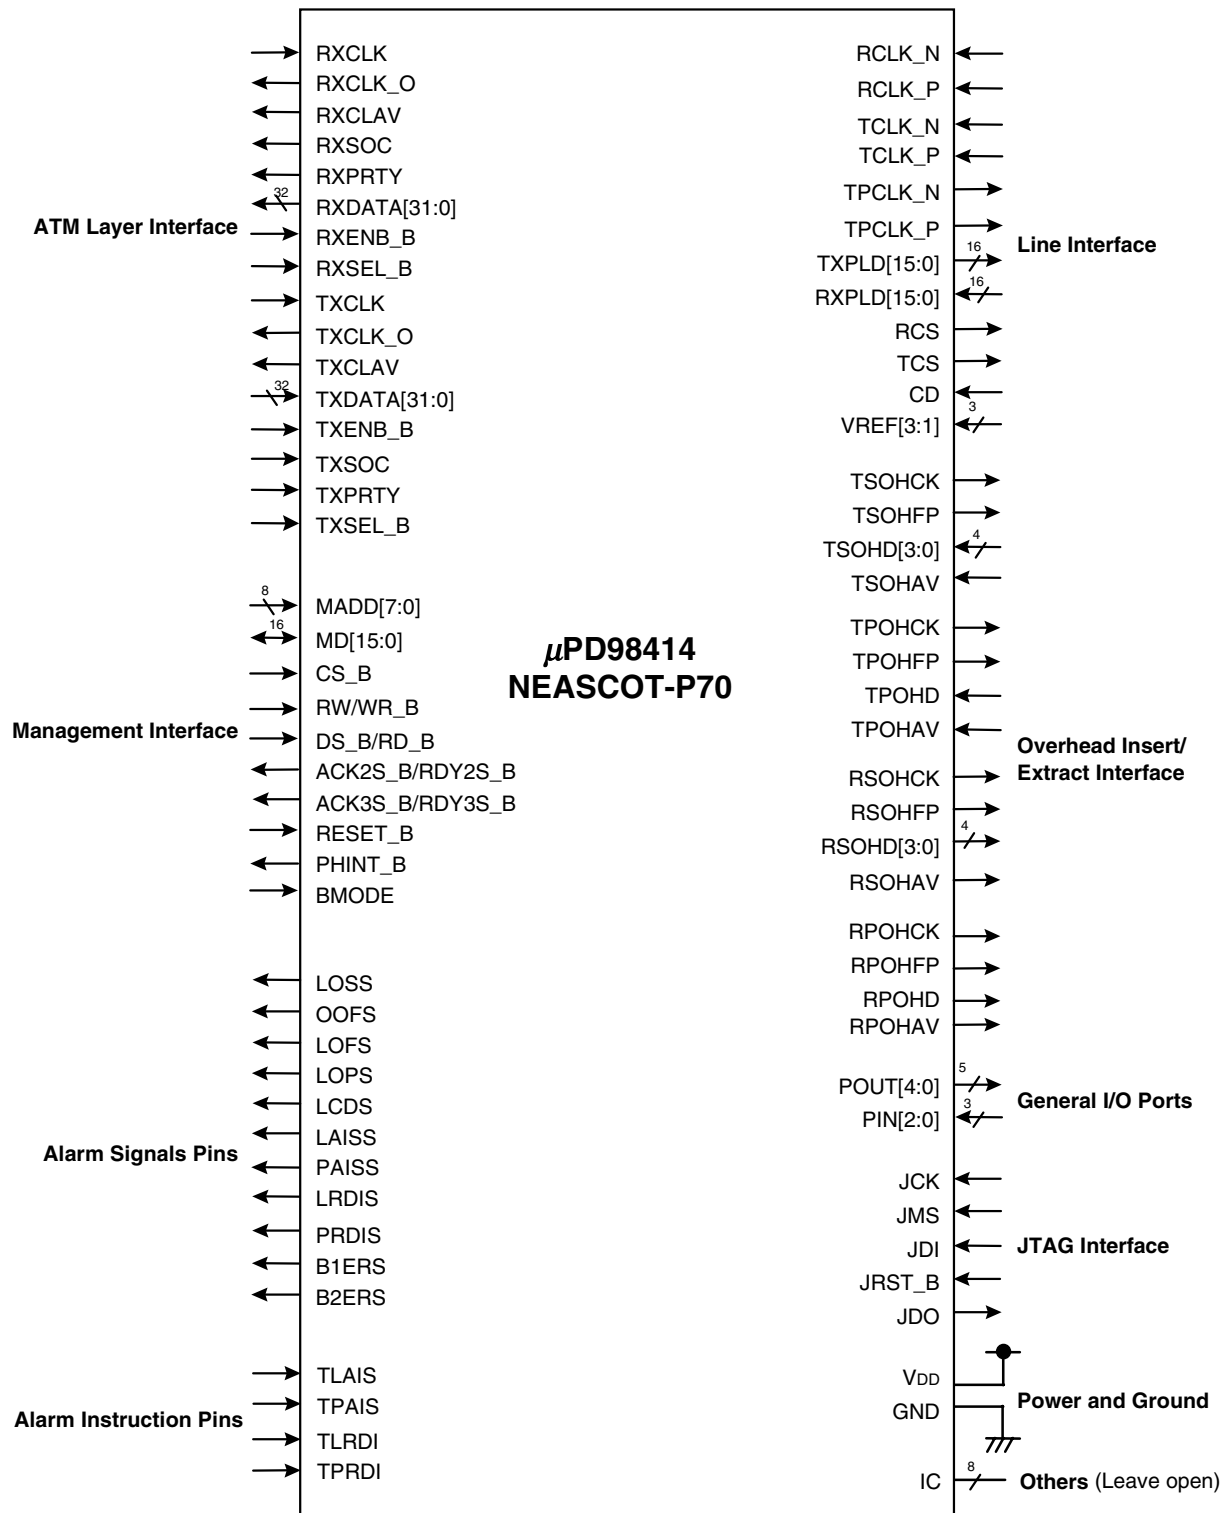 RXCLK
RXCLK_O
RXCLAV
RXSOC
RXPRTY
32
RXDATA[31:0]
ATM Layer Interface
RXENB_B
RXSEL_B
TXCLK
TXCLK_O
TXCLAV
32
TXDATA[31:0]
TXENB_B
TXSOC
TXPRTY
TXSEL_B
8
MADD[7:0]
16
MD[15:0]
CS_B
RW/WR_B
Management Interface
DS_B/RD_B
ACK2S_B/RDY2S_B
ACK3S_B/RDY3S_B
RESET_B
PHINT_B
BMODE
LOSS
OOFS
LOFS
LOPS
LCDS
LAISS
Alarm Signals Pins
PAISS
LRDIS
PRDIS
B1ERS
B2ERS
TLAIS
TPAIS
Alarm Instruction Pins
TLRDI
TPRDI
µPD98414
NEASCOT-P70
RCLK_N
RCLK_P
TCLK_N
TCLK_P
TPCLK_N
TPCLK_P
Line Interface
16
TXPLD[15:0]
16
RXPLD[15:0]
RCS
TCS
CD
3
VREF[3:1]
TSOHCK
TSOHFP
4
TSOHD[3:0]
TSOHAV
TPOHCK
TPOHFP
TPOHD
TPOHAV
Overhead Insert/
Extract Interface
RSOHCK
RSOHFP
4
RSOHD[3:0]
RSOHAV
RPOHCK
RPOHFP
RPOHD
RPOHAV
5
POUT[4:0]
General I/O Ports
3
PIN[2:0]
JCK
JMS
JDI
JTAG Interface
JRST_B
JDO
VDD
Power and Ground
GND
8
IC
Others (Leave open)